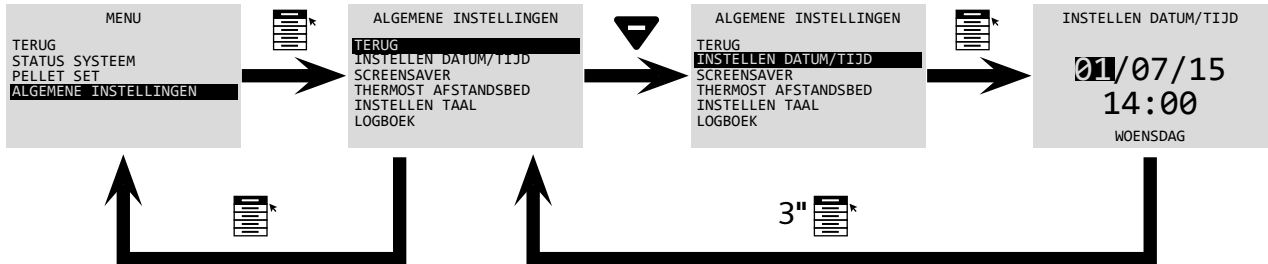 MENU
TERUG
STATUS SYSTEEM
PELLET SET
ALGEMENE INSTELLINGEN
ALGEMENE INSTELLINGEN
TERUG
INSTELLEN DATUM/TIJD
SCREENSAVER
THERMOST AFSTANDSBED
INSTELLEN TAAL
LOGBOEK
ALGEMENE INSTELLINGEN
TERUG
INSTELLEN DATUM/TIJD
SCREENSAVER
THERMOST AFSTANDSBED
INSTELLEN TAAL
LOGBOEK
INSTELLEN DATUM/TIJD
01/07/15
14:00
WOENSDAG
3"